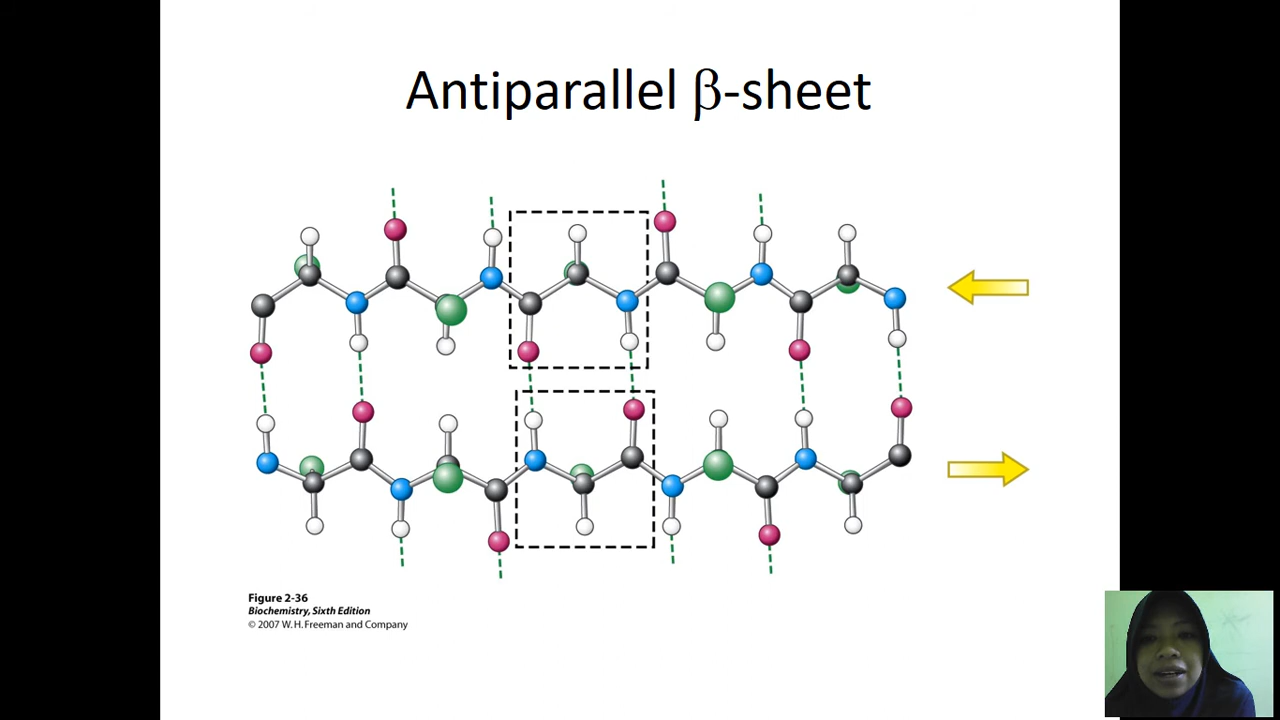 Antiparallel β-sheet
Figure 2-36
Biochemistry, Sixth Edition
© 2007 W. H. Freeman and Company